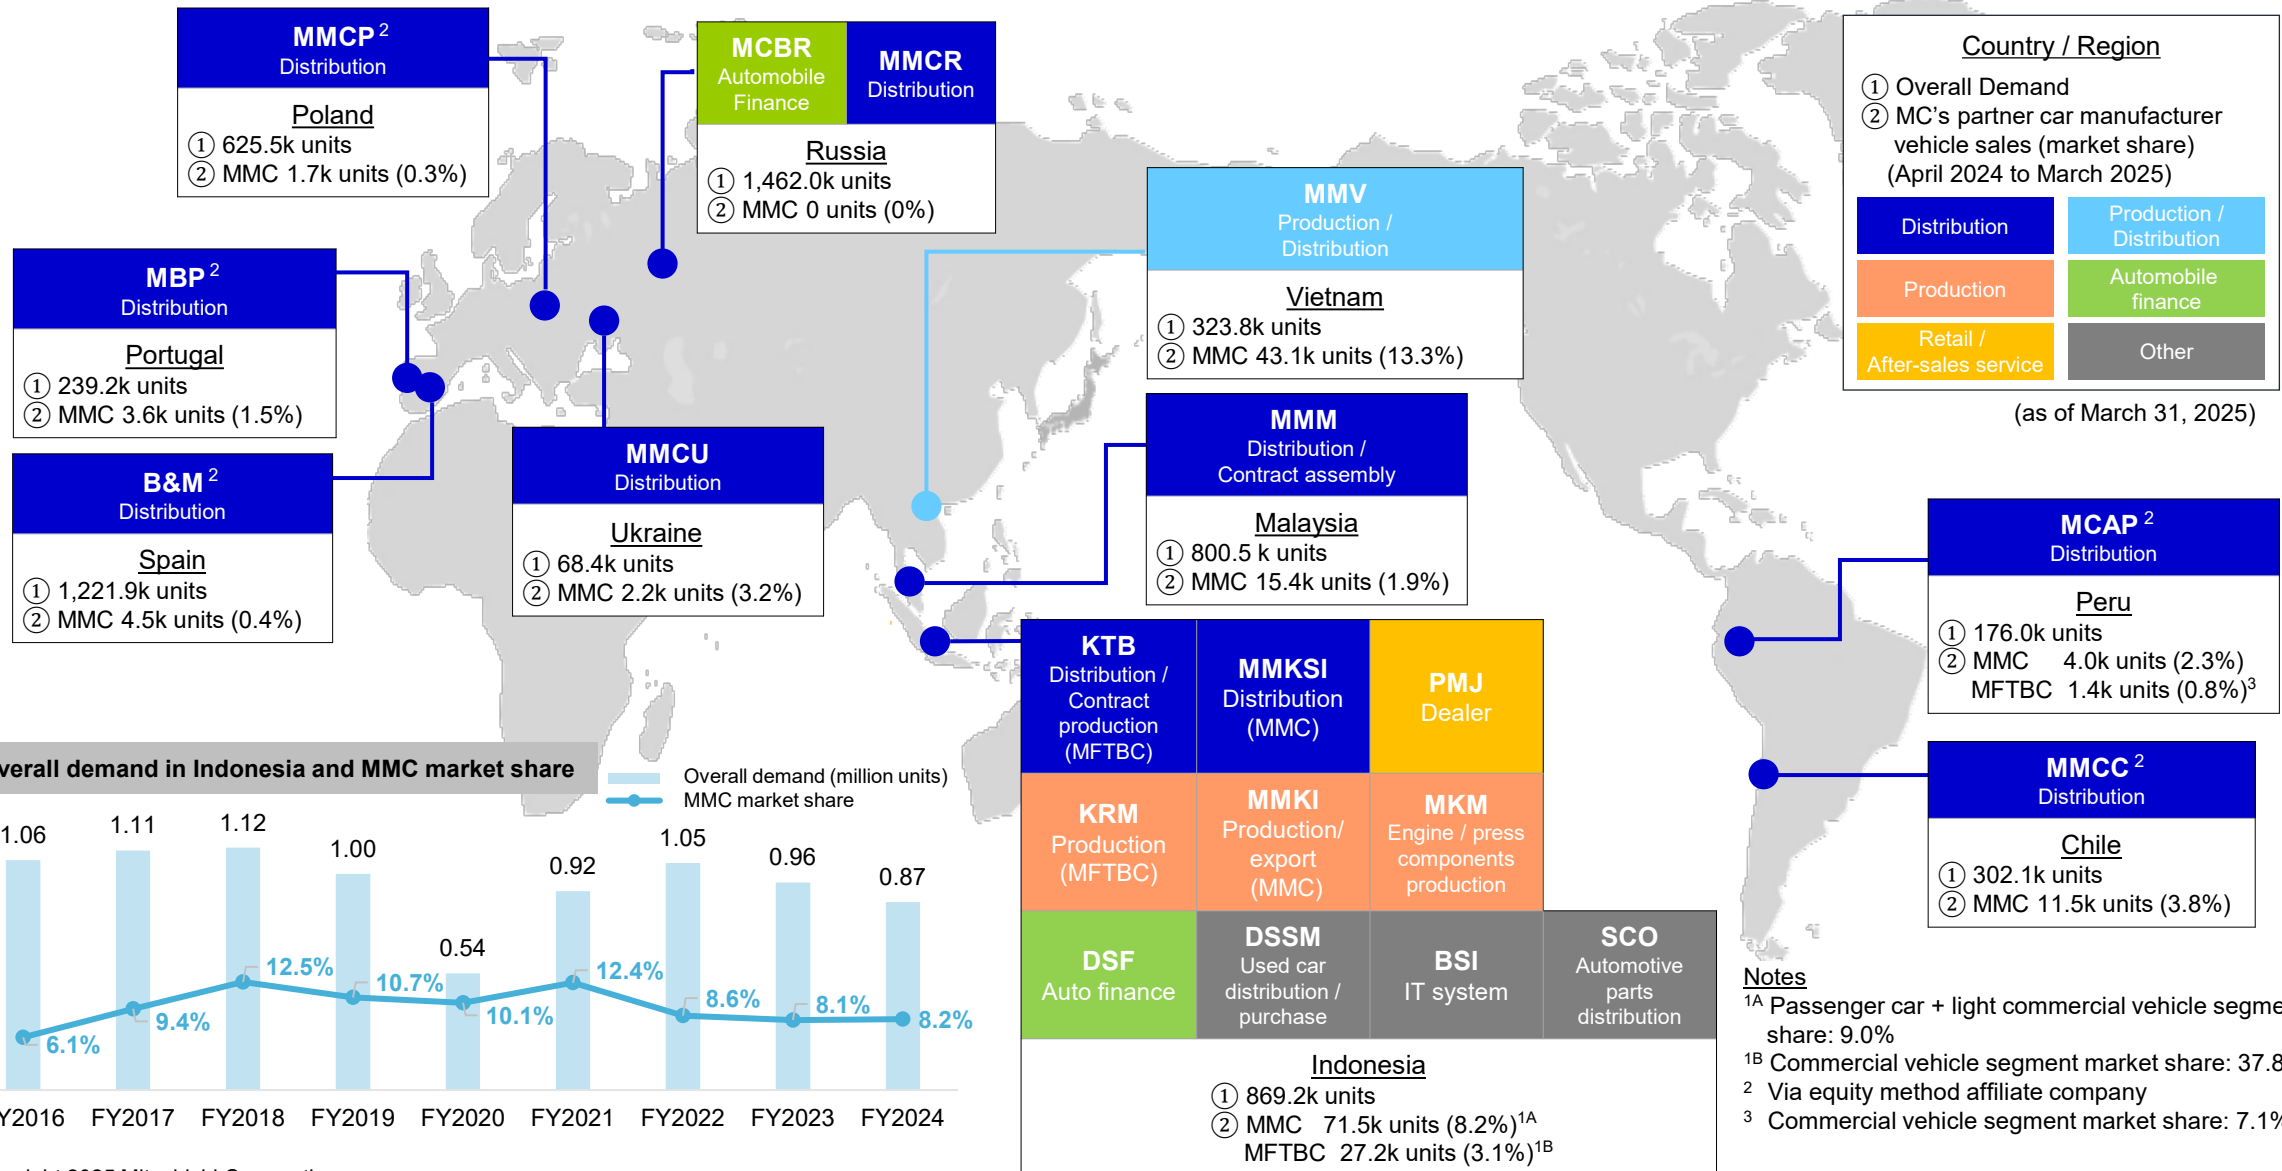 MMCP 2
Distribution
Poland
① 625.5k units
② MMC 1.7k units (0.3%)
MCBR
Automobile
Finance
MMCR
Distribution
Russia
① 1,462.0k units
② MMC 0 units (0%)
Country / Region
① Overall Demand
② MC's partner car manufacturer
vehicle sales (market share)
(April 2024 to March 2025)
Distribution
Production /
Distribution
Production
Automobile
finance
Retail /
After-sales service
Other
(as of March 31, 2025)
MBP 2
Distribution
Portugal
① 239.2k units
② MMC 3.6k units (1.5%)
MMV
Production /
Distribution
Vietnam
① 323.8k units
② MMC 43.1k units (13.3%)
B&M 2
Distribution
Spain
① 1,221.9k units
② MMC 4.5k units (0.4%)
MMCU
Distribution
Ukraine
① 68.4k units
② MMC 2.2k units (3.2%)
MMM
Distribution /
Contract assembly
Malaysia
① 800.5 k units
② MMC 15.4k units (1.9%)
MCAP 2
Distribution
Peru
① 176.0k units
② MMC 4.0k units (2.3%)
MFTBC 1.4k units (0.8%)3
MMCC 2
Distribution
Chile
① 302.1k units
② MMC 11.5k units (3.8%)
KTB
Distribution /
Contract
production
(MFTBC)
MMKSI
Distribution
(MMC)
PMJ
Dealer
KRM
Production
(MFTBC)
MMKI
Production/
export
(MMC)
MKM
Engine / press
components
production
DSF
Auto finance
DSSM
Used car
distribution /
purchase
BSI
IT system
SCO
Automotive
parts
distribution
Indonesia
① 869.2k units
② MMC 71.5k units (8.2%)1A
MFTBC 27.2k units (3.1%)1B
verall demand in Indonesia and MMC market share
Overall demand (million units)
MMC market share
1.06 1.11 1.12 1.00 0.54 0.92 1.05 0.96 0.87
6.1% 9.4% 12.5% 10.7% 10.1% 12.4% 8.6% 8.1% 8.2%
Y2016 FY2017 FY2018 FY2019 FY2020 FY2021 FY2022 FY2023 FY2024
Notes
1A Passenger car + light commercial vehicle segme
share: 9.0%
1B Commercial vehicle segment market share: 37.8
2 Via equity method affiliate company
3 Commercial vehicle segment market share: 7.1%